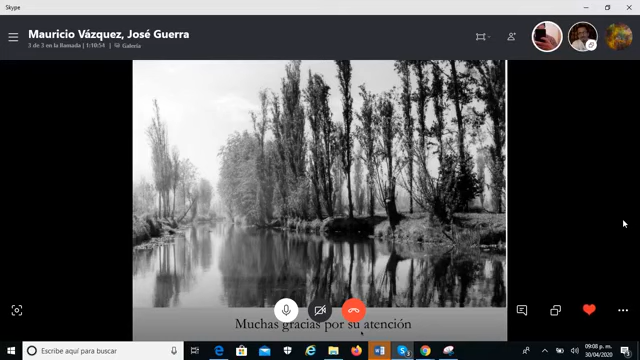 Skype
Mauricio Vázquez, José Guerra
3 de 3 en la llamada | 1:10:54 | Galería
Muchas gracias por su atención
Escribe aquí para buscar
09:08 p. m.
30/04/2020